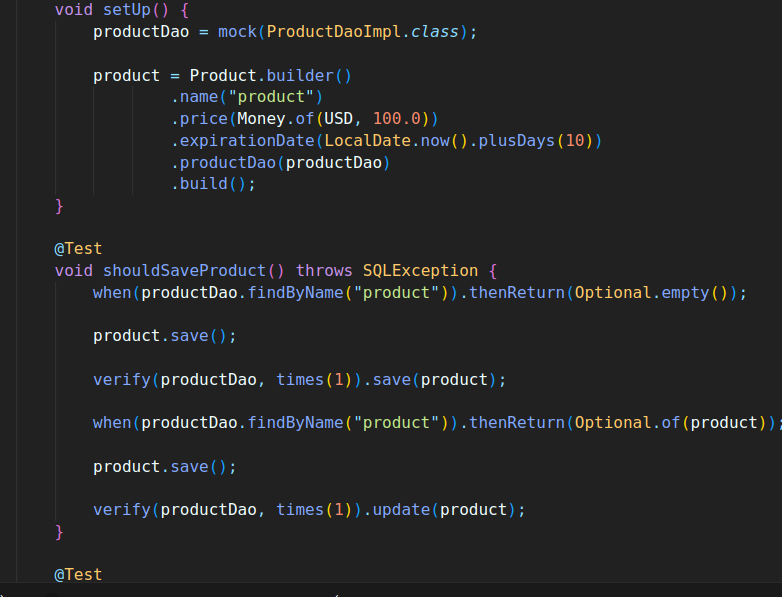 void setUp() {
productDao = mock(ProductDaoImpl.class);
product = Product.builder()
.name("product")
.price(Money.of(USD, 100.0))
.expirationDate(LocalDate.now().plusDays(10))
.productDao(productDao)
.build();
}
@Test
void shouldSaveProduct() throws SQLException {
when(productDao.findByName("product")).thenReturn(Optional.empty());
product.save();
verify(productDao, times(1)).save(product);
when(productDao.findByName("product")).thenReturn(Optional.of(product));
product.save();
verify(productDao, times(1)).update(product);
}
@Test